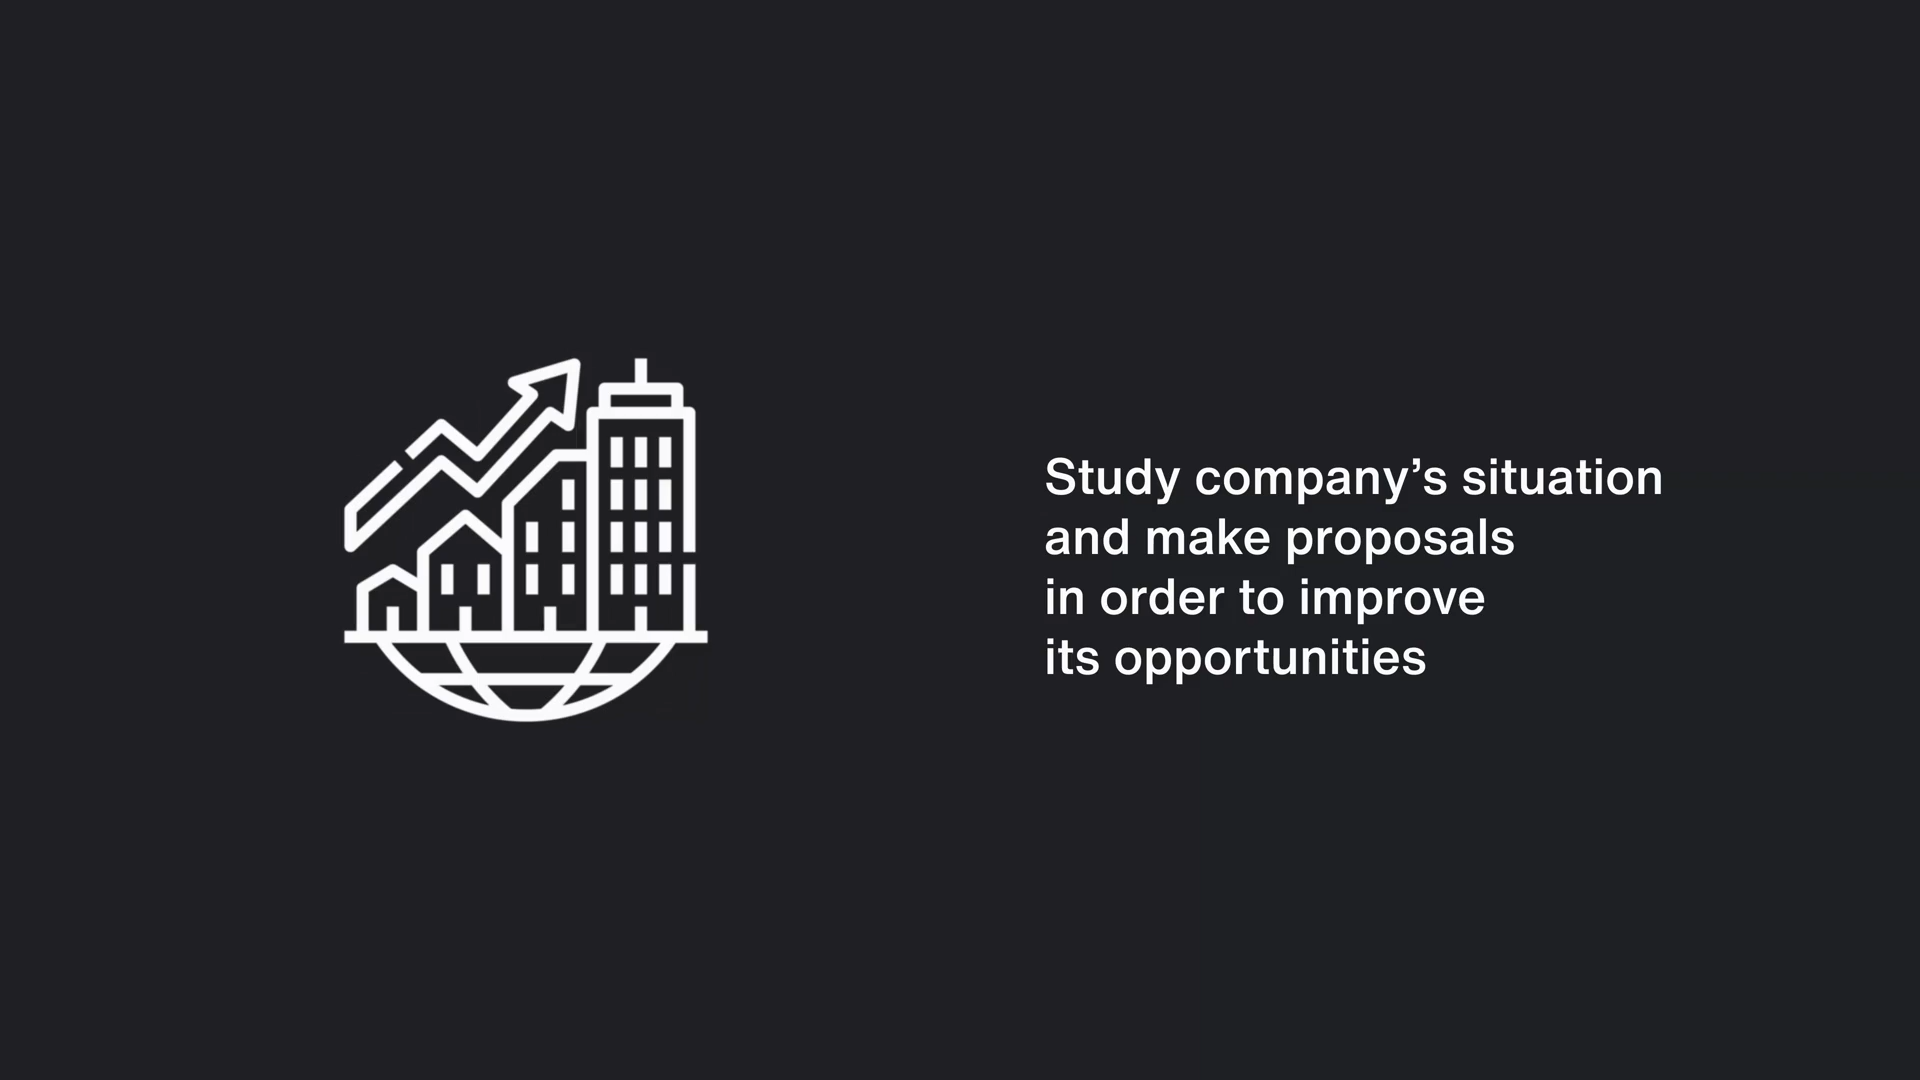 Study company’s situation
and make proposals
in order to improve
its opportunities